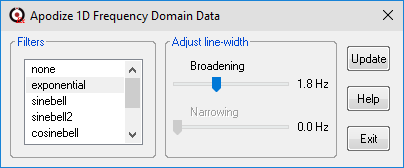 Apodize 1D Frequency Domain Data
Filters
none
exponential
sinebell
sinebell2
cosinebell
Adjust line-width
Broadening
1.8 Hz
Narrowing
0.0 Hz
Update
Help
Exit